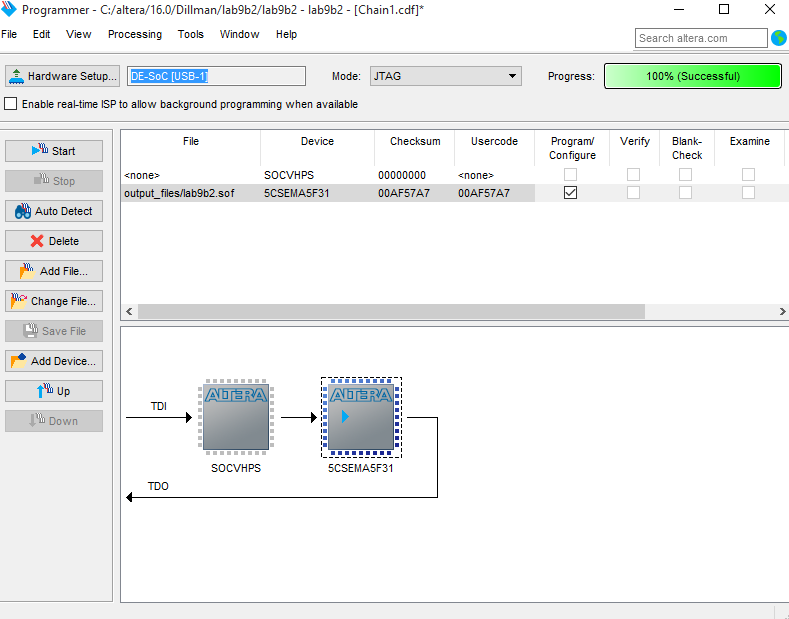 Programmer - C:/altera/16.0/Dillman/lab9b2/lab9b2 - lab9b2 - [Chain1.cdf]*
File Edit View Processing Tools Window Help
Search altera.com
Hardware Setup... DE-SoC [USB-1] Mode: JTAG Progress: 100% (Successful)
Enable real-time ISP to allow background programming when available
Start
Stop
Auto Detect
Delete
Add File...
Change File...
Save File
Add Device...
Up
Down
File Device Checksum Usercode Program/ Verify Blank- Examine
Configure Check
<none> SOCVHPS 00000000 <none>
output_files/lab9b2.sof 5CSEMA5F31 00AF57A7 00AF57A7
TDI
ALTERA ALTERA
SOCVHPS 5CSEMA5F31
TDO